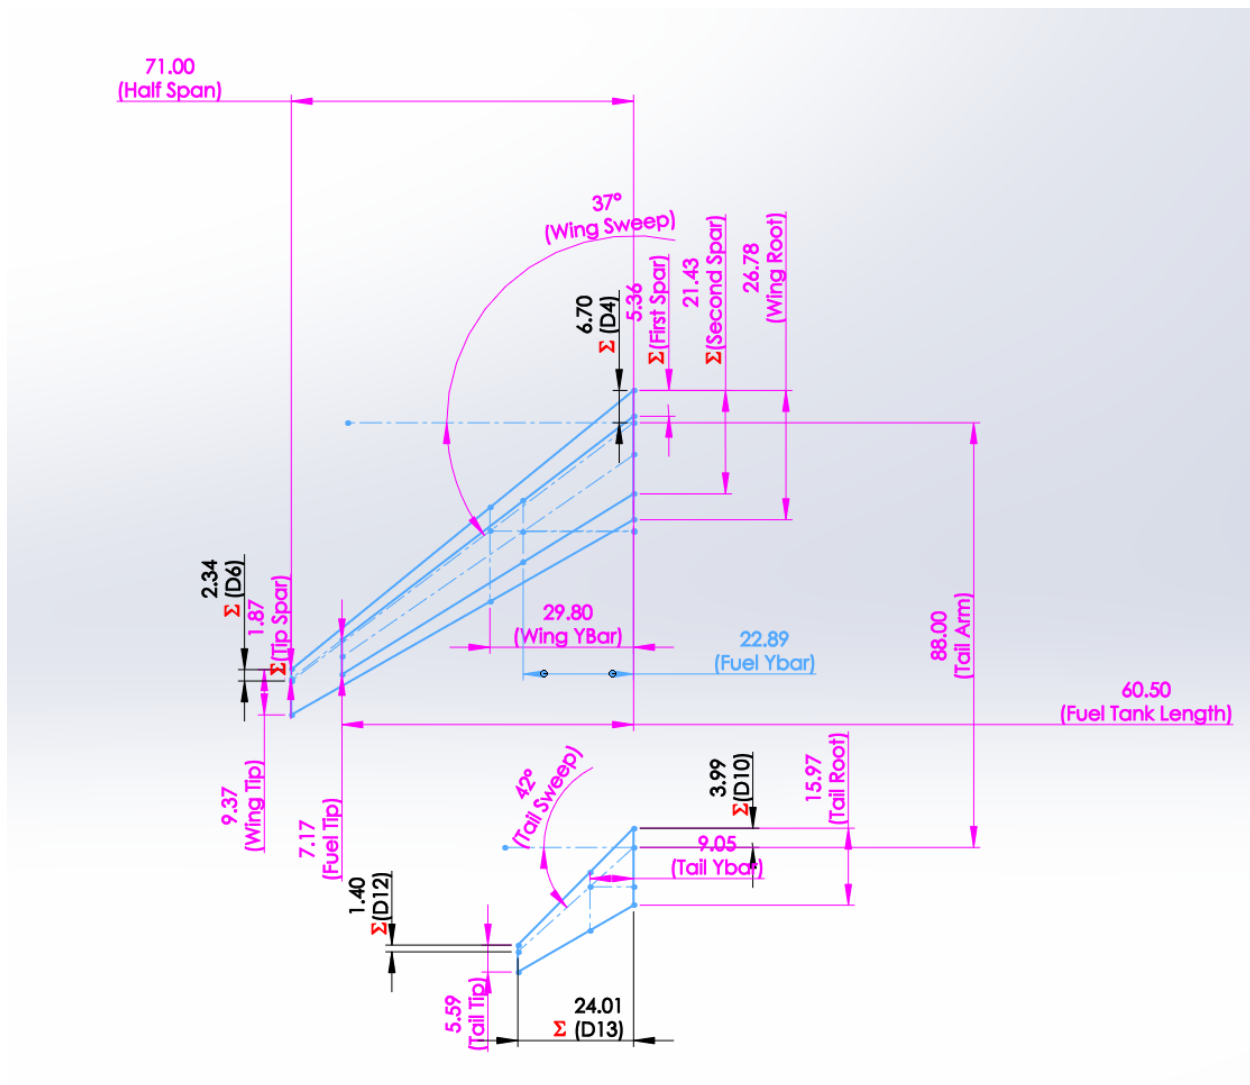 71.00
(Half Span)
37°
(Wing Sweep)
6.70
Σ (D4)
5.36
Σ(First Spar)
21.43
Σ(Second Spar)
26.78
(Wing Root)
2.34
Σ (D6)
1.87
Σ(Tip Spar)
29.80
(Wing YBar)
22.89
(Fuel Ybar)
88.00
(Tail Arm)
60.50
(Fuel Tank Length)
9.37
(Wing Tip)
7.17
(Fuel Tip)
42°
(Tail Sweep)
3.99
Σ(D10)
15.97
(Tail Root)
9.05
(Tail Ybar)
1.40
Σ(D12)
5.59
(Tail Tip)
24.01
Σ (D13)